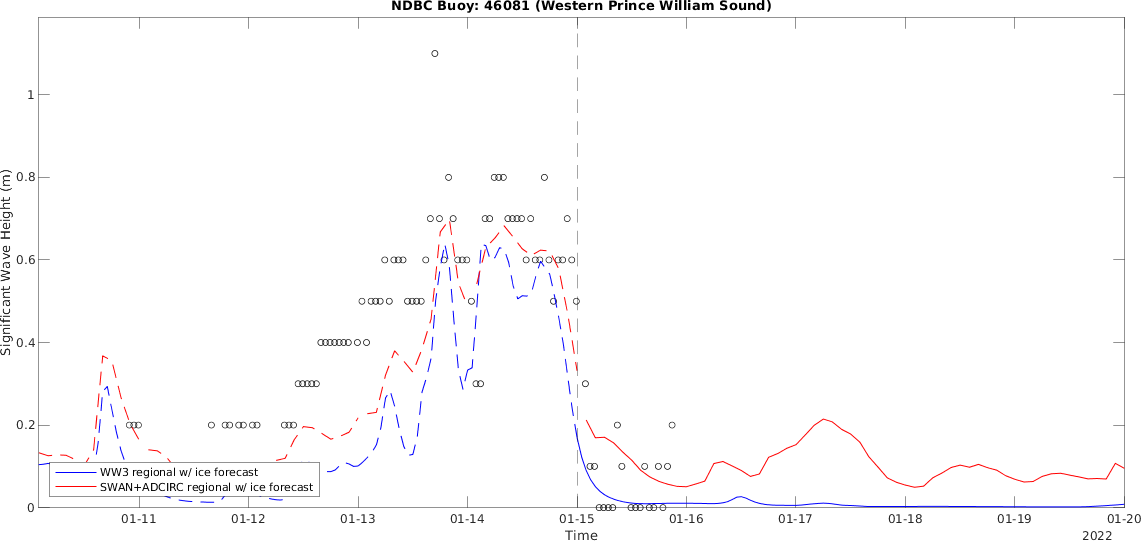 NDBC Buoy: 46081 (Western Prince William Sound)
Significant Wave Height (m)
1
0.8
0.6
0.4
0.2
0
WW3 regional w/ ice forecast
SWAN+ADCIRC regional w/ ice forecast
01-11 01-12 01-13 01-14 01-15 01-16 01-17 01-18 01-19 01-20
Time
2022